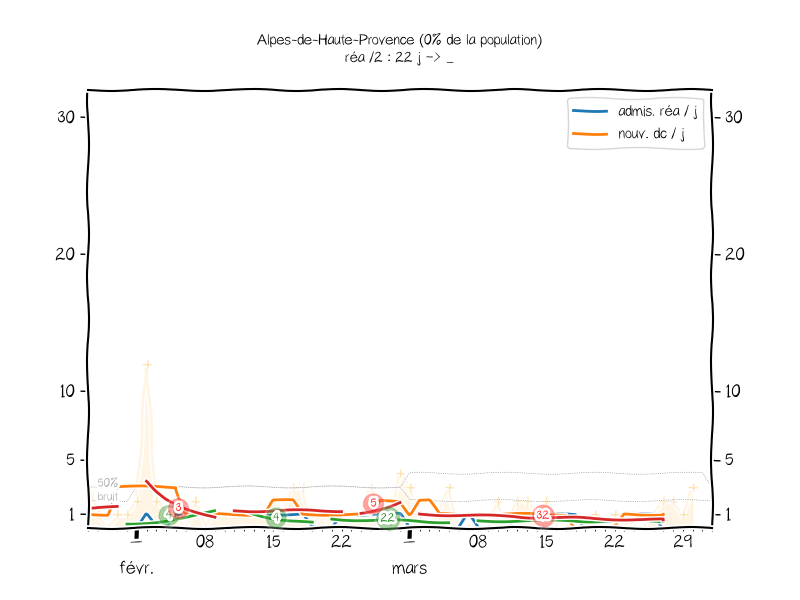 Alpes-de-Haute-Provence (0% de la population)
réa /2 : 22 j -> _
admis. réa / j
nouv. dc / j
30 30
20 20
10 10
5 5
1 1
50%
bruit
4 3 4 5 22 32
1 08 15 22 1 08 15 22 29
févr. mars